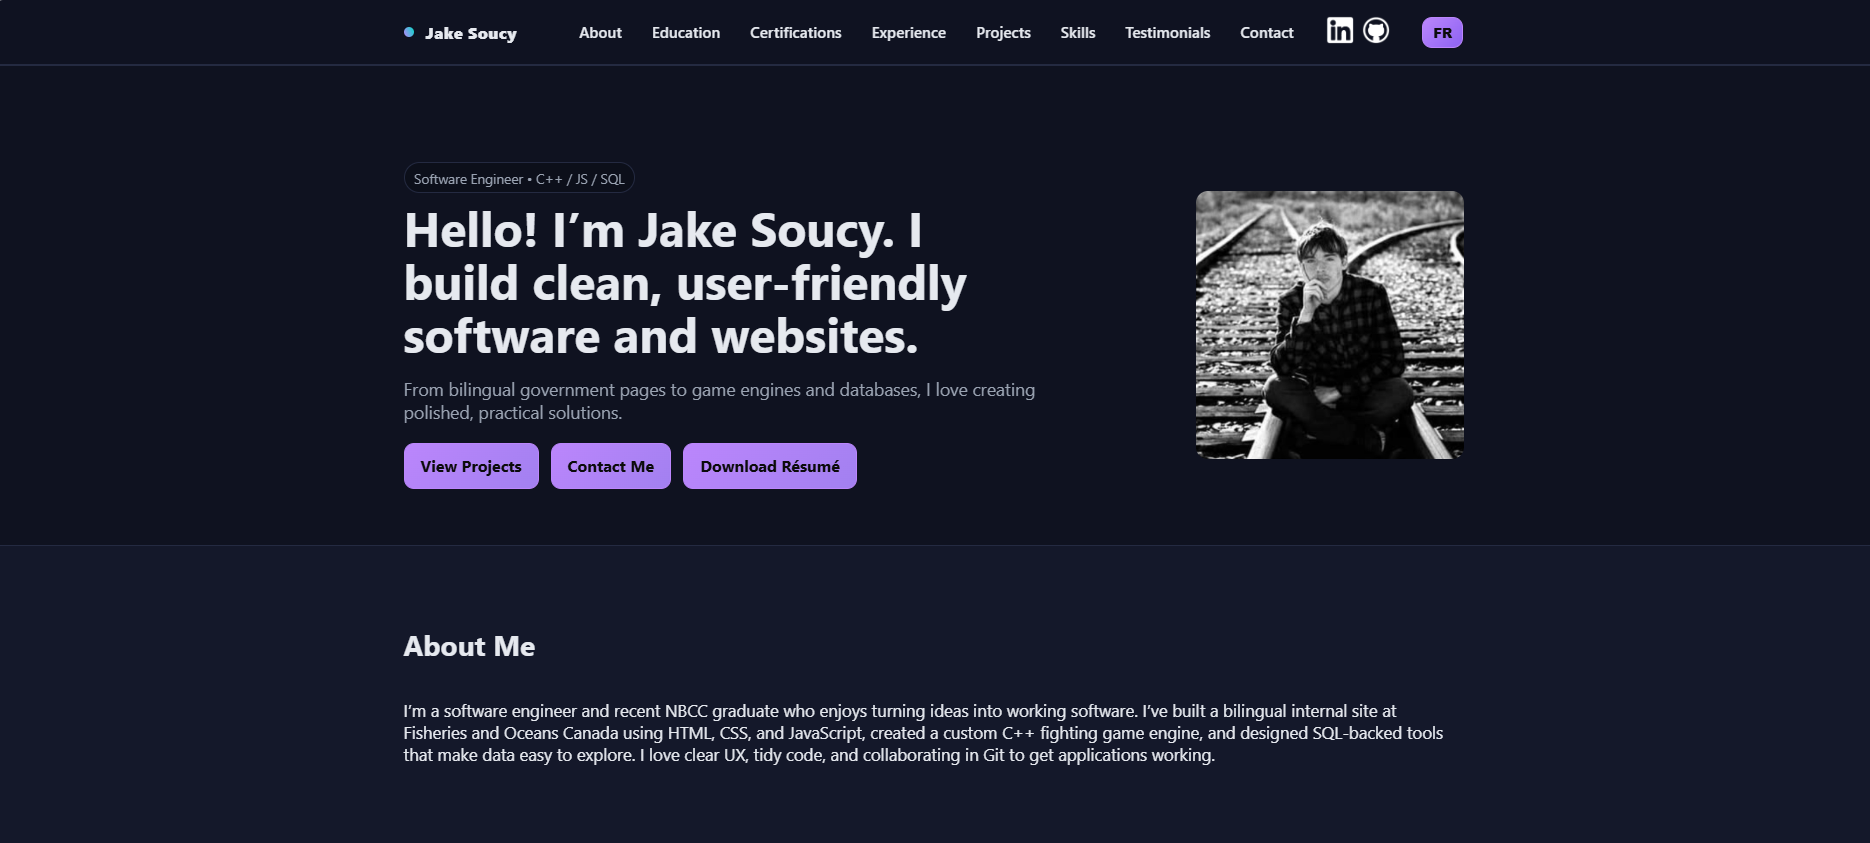 Jake Soucy About Education Certifications Experience Projects Skills Testimonials Contact in FR
Software Engineer • C++ / JS / SQL
Hello! I’m Jake Soucy. I
build clean, user-friendly
software and websites.
From bilingual government pages to game engines and databases, I love creating
polished, practical solutions.
View Projects Contact Me Download Résumé
About Me
I’m a software engineer and recent NBCC graduate who enjoys turning ideas into working software. I’ve built a bilingual internal site at
Fisheries and Oceans Canada using HTML, CSS, and JavaScript, created a custom C++ fighting game engine, and designed SQL-backed tools
that make data easy to explore. I love clear UX, tidy code, and collaborating in Git to get applications working.